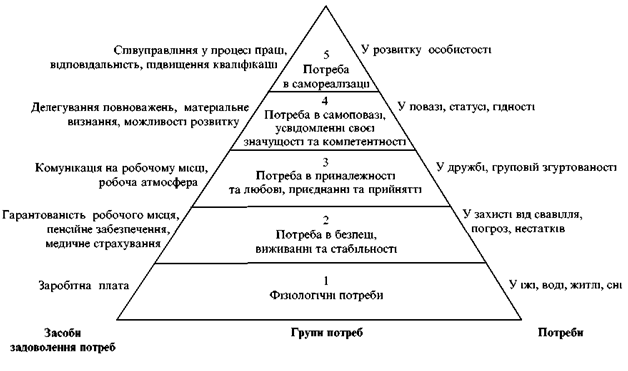 Співуправління у процесі праці,
відповідальність, підвищення кваліфікації
5
Потреба
в самореалізації
У розвитку особистості
Делегування повноважень, матеріальне
визнання, можливості розвитку
4
Потреба в самоповазі,
усвідомленні своєї
значущості та компетентності
У повазі, статусі, гідності
Комунікація на робочому місці,
робоча атмосфера
3
Потреба в приналежності
та любові, приєднанні та прийнятті
У дружбі, груповій згуртованості
Гарантованість робочого місця,
пенсійне забезпечення,
медичне страхування
2
Потреба в безпеці,
виживанні та стабільності
У захисті від свавілля,
погроз, нестатків
Заробітна плата
1
Фізіологічні потреби
У їжі, воді, житлі, сні
Засоби
задоволення потреб
Групи потреб
Потреби